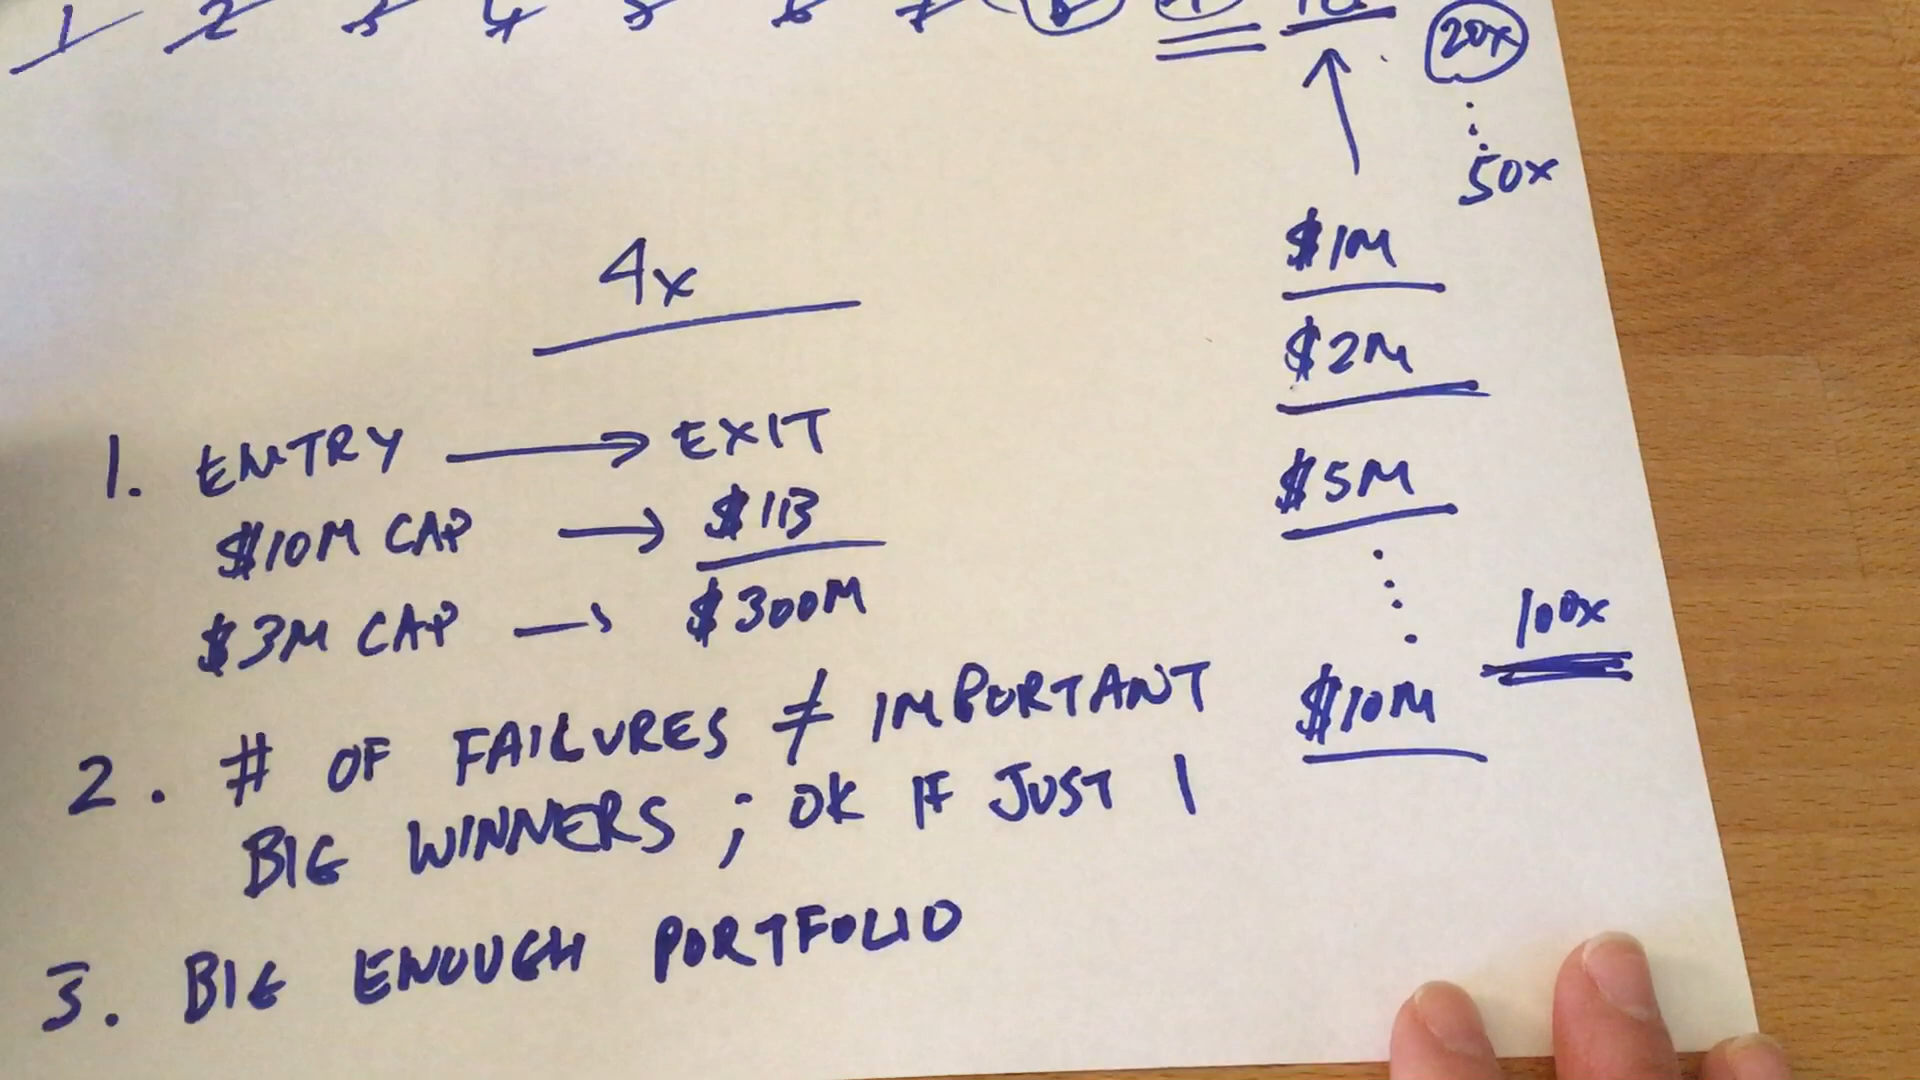 1 2 3 4 5 6 7 8 10
20x
50x
$1M
4x
$2M
1. ENTRY → EXIT
$5M
$10M CAP → $1B
$3M CAP → $300M
100x
2. # OF FAILURES ≠ IMPORTANT
$10M
BIG WINNERS ; OK IF JUST 1
3. BIG ENOUGH PORTFOLIO